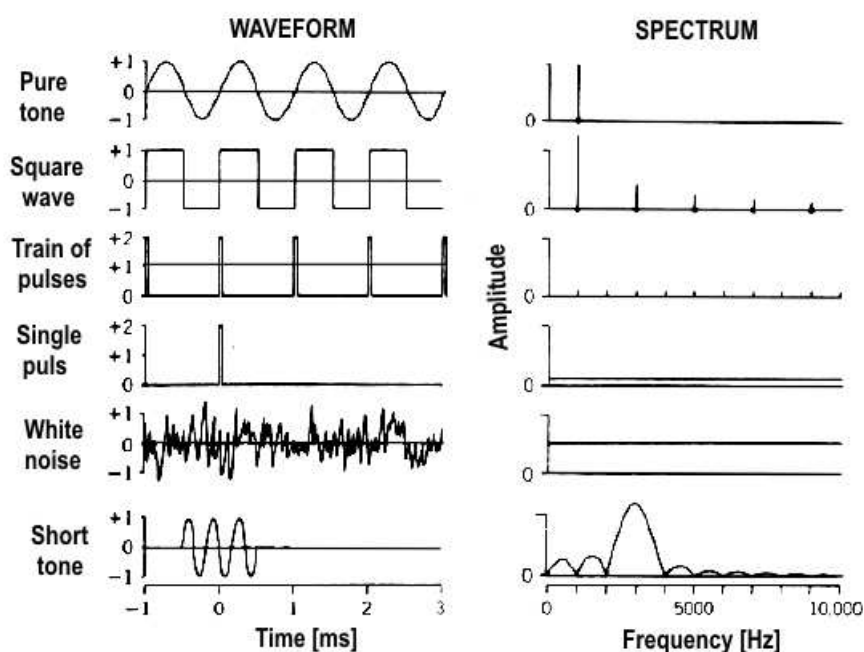 WAVEFORM SPECTRUM
Pure
tone
+1
0
−1
0
Square
wave
+1
0
−1
0
Train of
pulses
+2
+1
0
0
Single
puls
+2
+1
0
0
White
noise
+1
0
−1
0
Short
tone
+1
0
−1
0
Amplitude
−1 0 1 2 3
0 5000 10.000
Time [ms] Frequency [Hz]